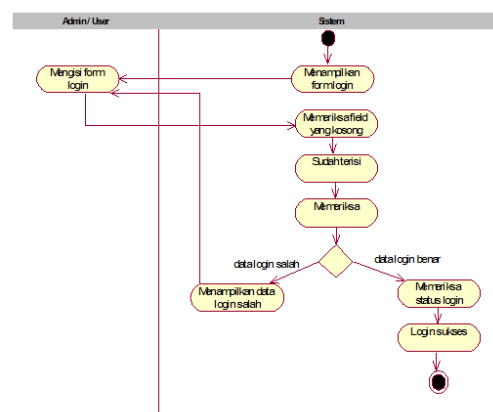 Admin / User
Sistem
Menampilkan
form login
Mengisi form
login
Memeriksa field
yang kosong
Sudah terisi
Memeriksa
data login salah
data login benar
Menampilkan data
login salah
Memeriksa
status login
Login sukses